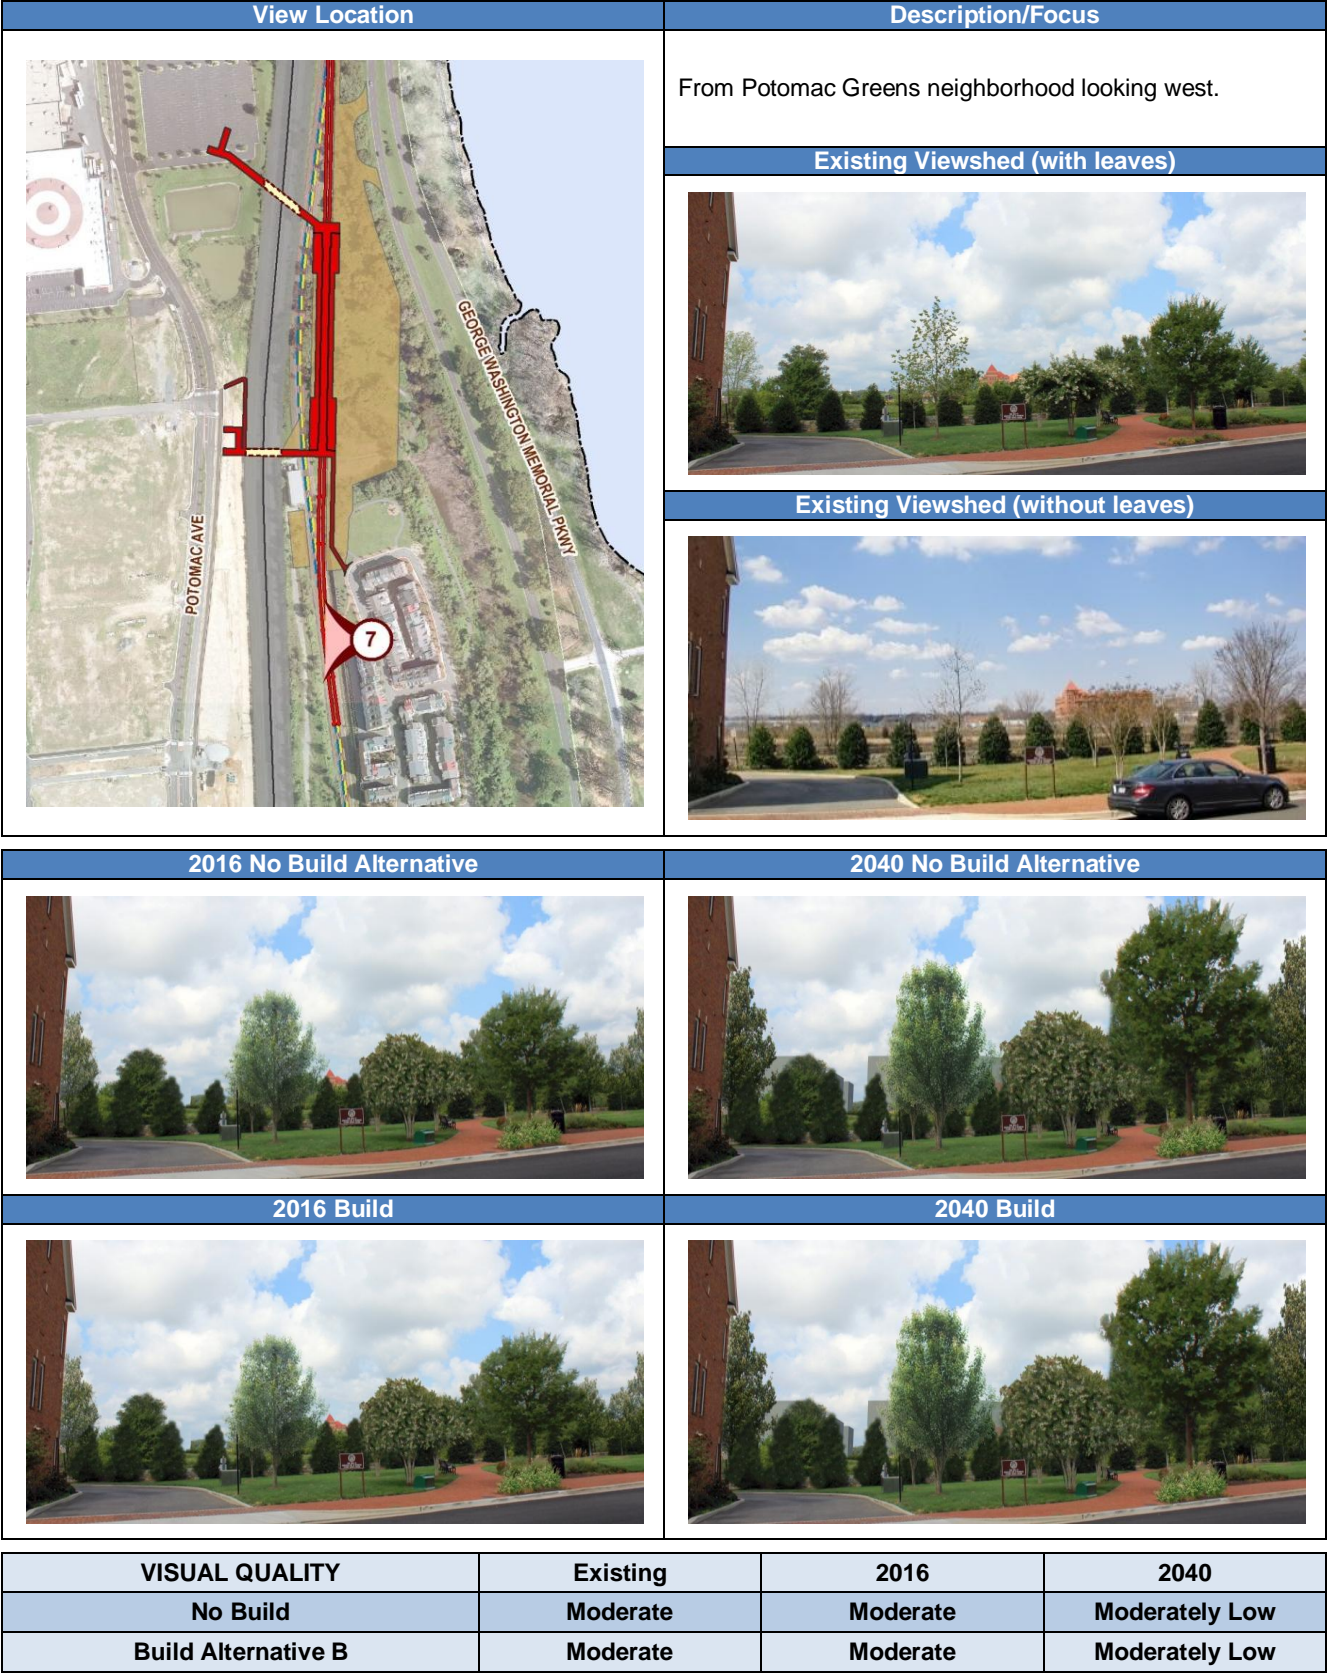 View Location
Description/Focus
From Potomac Greens neighborhood looking west.
Existing Viewshed (with leaves)
GEORGE WASHINGTON MEMORIAL PKWY
POTOMAC AVE
7
Existing Viewshed (without leaves)
2016 No Build Alternative
2040 No Build Alternative
2016 Build
2040 Build
VISUAL QUALITY Existing 2016 2040
No Build Moderate Moderate Moderately Low
Build Alternative B Moderate Moderate Moderately Low